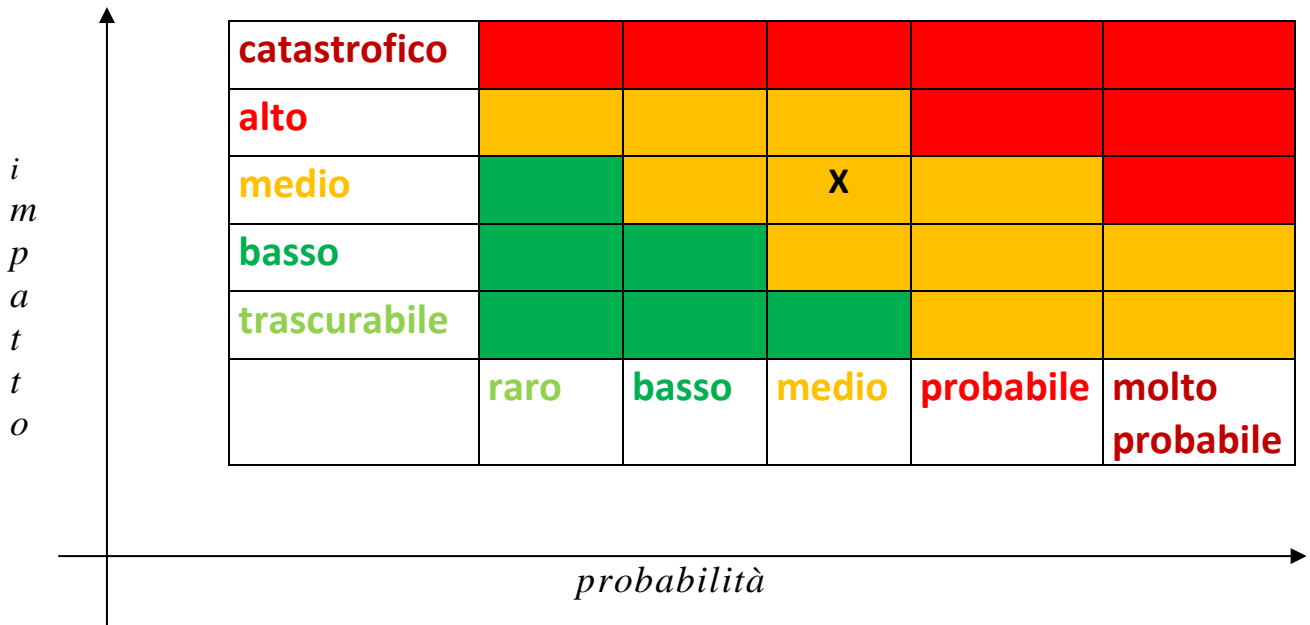 catastrofico
alto
i
m
p
a
t
t
o
medio X
basso
trascurabile
raro basso medio probabile molto
probabile
probabilità